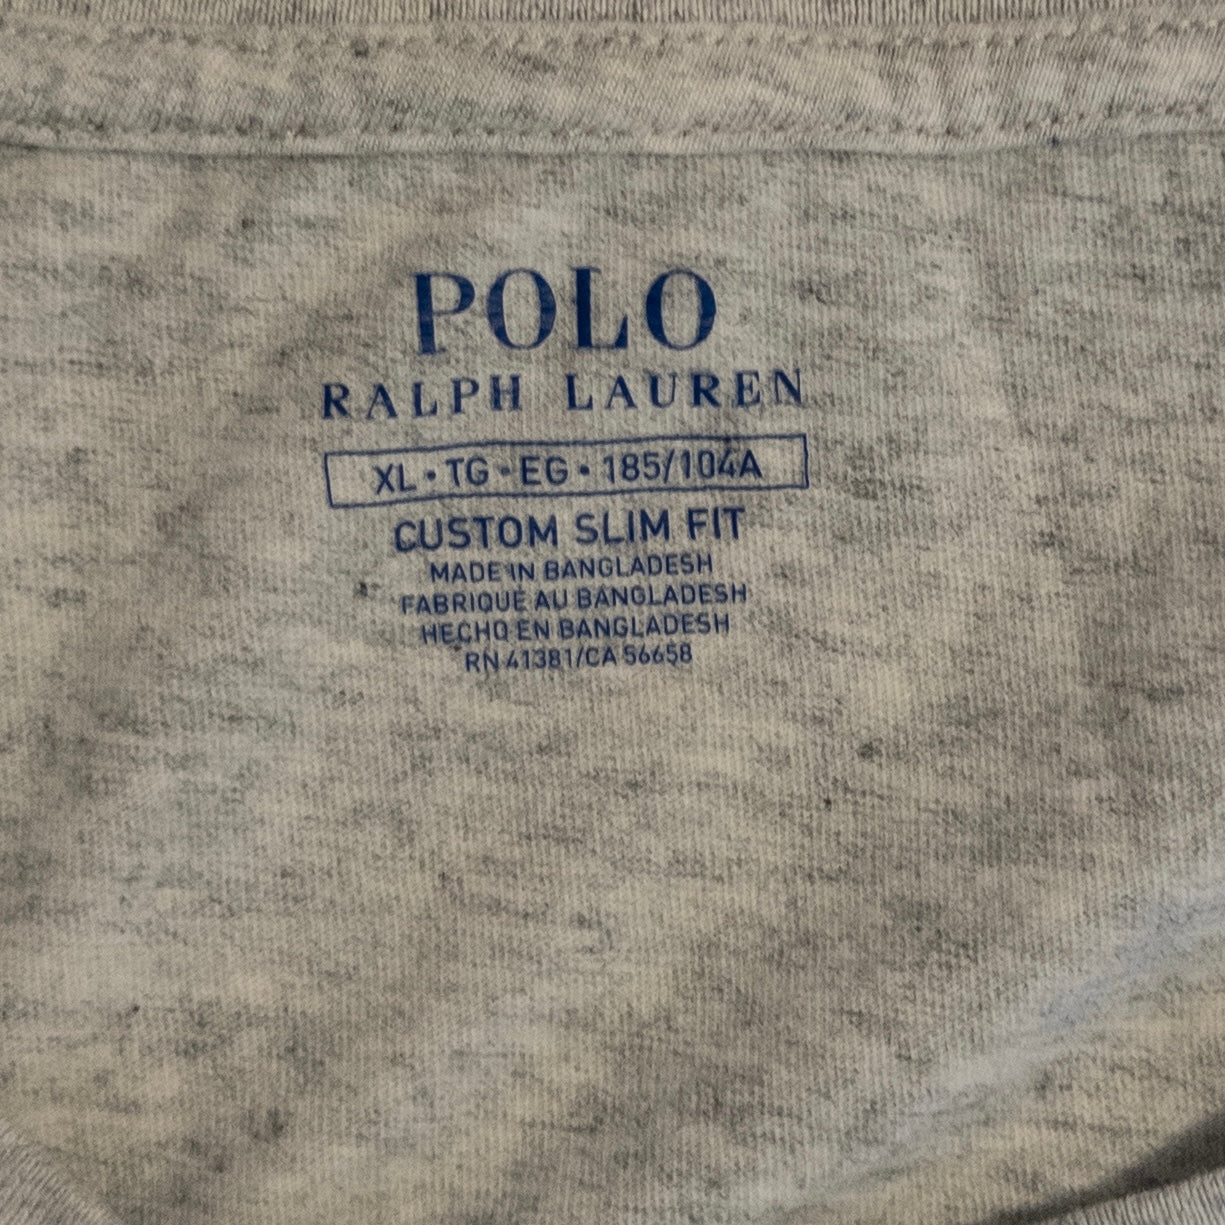 POLO
RALPH LAUREN
XL • TG • EG • 185/104A
CUSTOM SLIM FIT
MADE IN BANGLADESH
FABRIQUÉ AU BANGLADESH
HECHO EN BANGLADESH
RN 41381/CA 56658